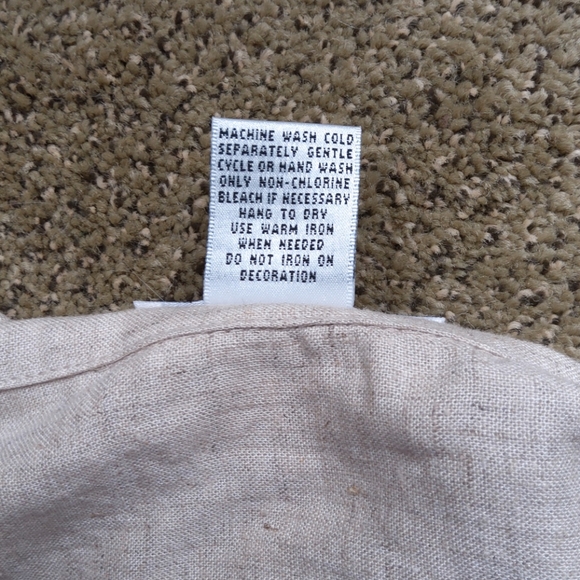 MACHINE WASH COLD
SEPARATELY GENTLE
CYCLE OR HAND WASH
ONLY NON-CHLORINE
BLEACH IF NECESSARY
HANG TO DRY
USE WARM IRON
WHEN NEEDED
DO NOT IRON ON
DECORATION